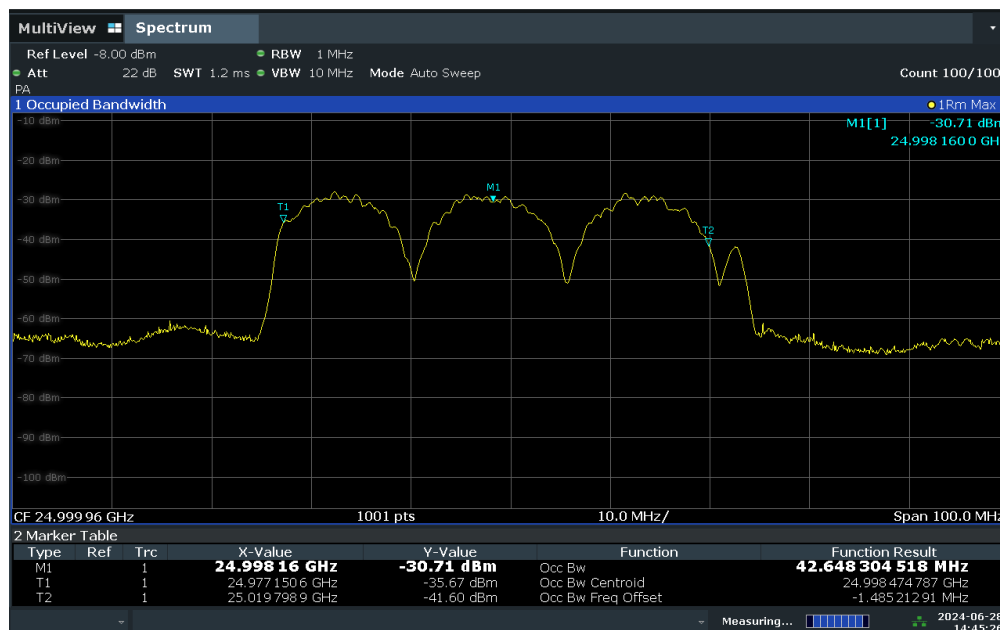 MultiView Spectrum
Ref Level -8.00 dBm RBW 1 MHz
Att 22 dB SWT 1.2 ms VBW 10 MHz Mode Auto Sweep Count 100/100
PA
1 Occupied Bandwidth 1Rm Max
-10 dBm
M1[1] -30.71 dBm
24.998 160 0 GH
-20 dBm
M1
-30 dBm
T1
T2
-40 dBm
-50 dBm
-60 dBm
-70 dBm
-80 dBm
-90 dBm
-100 dBm
CF 24.999 96 GHz 1001 pts 10.0 MHz/ Span 100.0 MHz
2 Marker Table
Type Ref Trc X-Value Y-Value Function Function Result
M1 1 24.998 16 GHz -30.71 dBm Occ Bw 42.648 304 518 MHz
T1 1 24.977 150 6 GHz -35.67 dBm Occ Bw Centroid 24.998 474 787 GHz
T2 1 25.019 798 9 GHz -41.60 dBm Occ Bw Freq Offset -1.485 212 91 MHz
Measuring... 2024-06-28
14:45:26